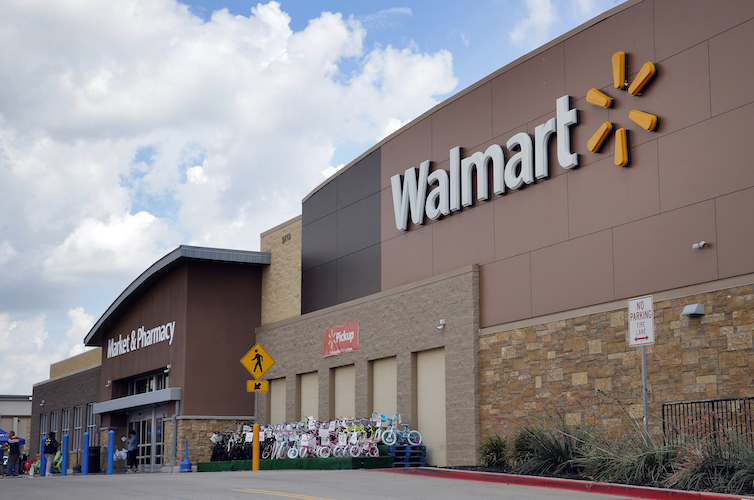 Walmart
Market & Pharmacy
Pickup
NO
PARKING
FIRE
LANE